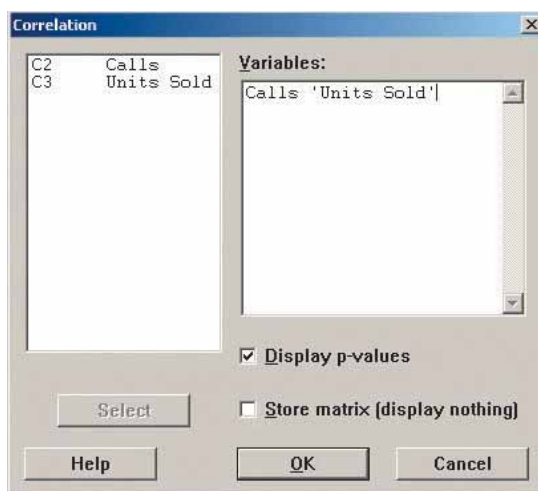 Correlation
C2 Calls
C3 Units Sold
Variables:
Calls 'Units Sold'
Display p-values
Select
Store matrix (display nothing)
Help
OK
Cancel